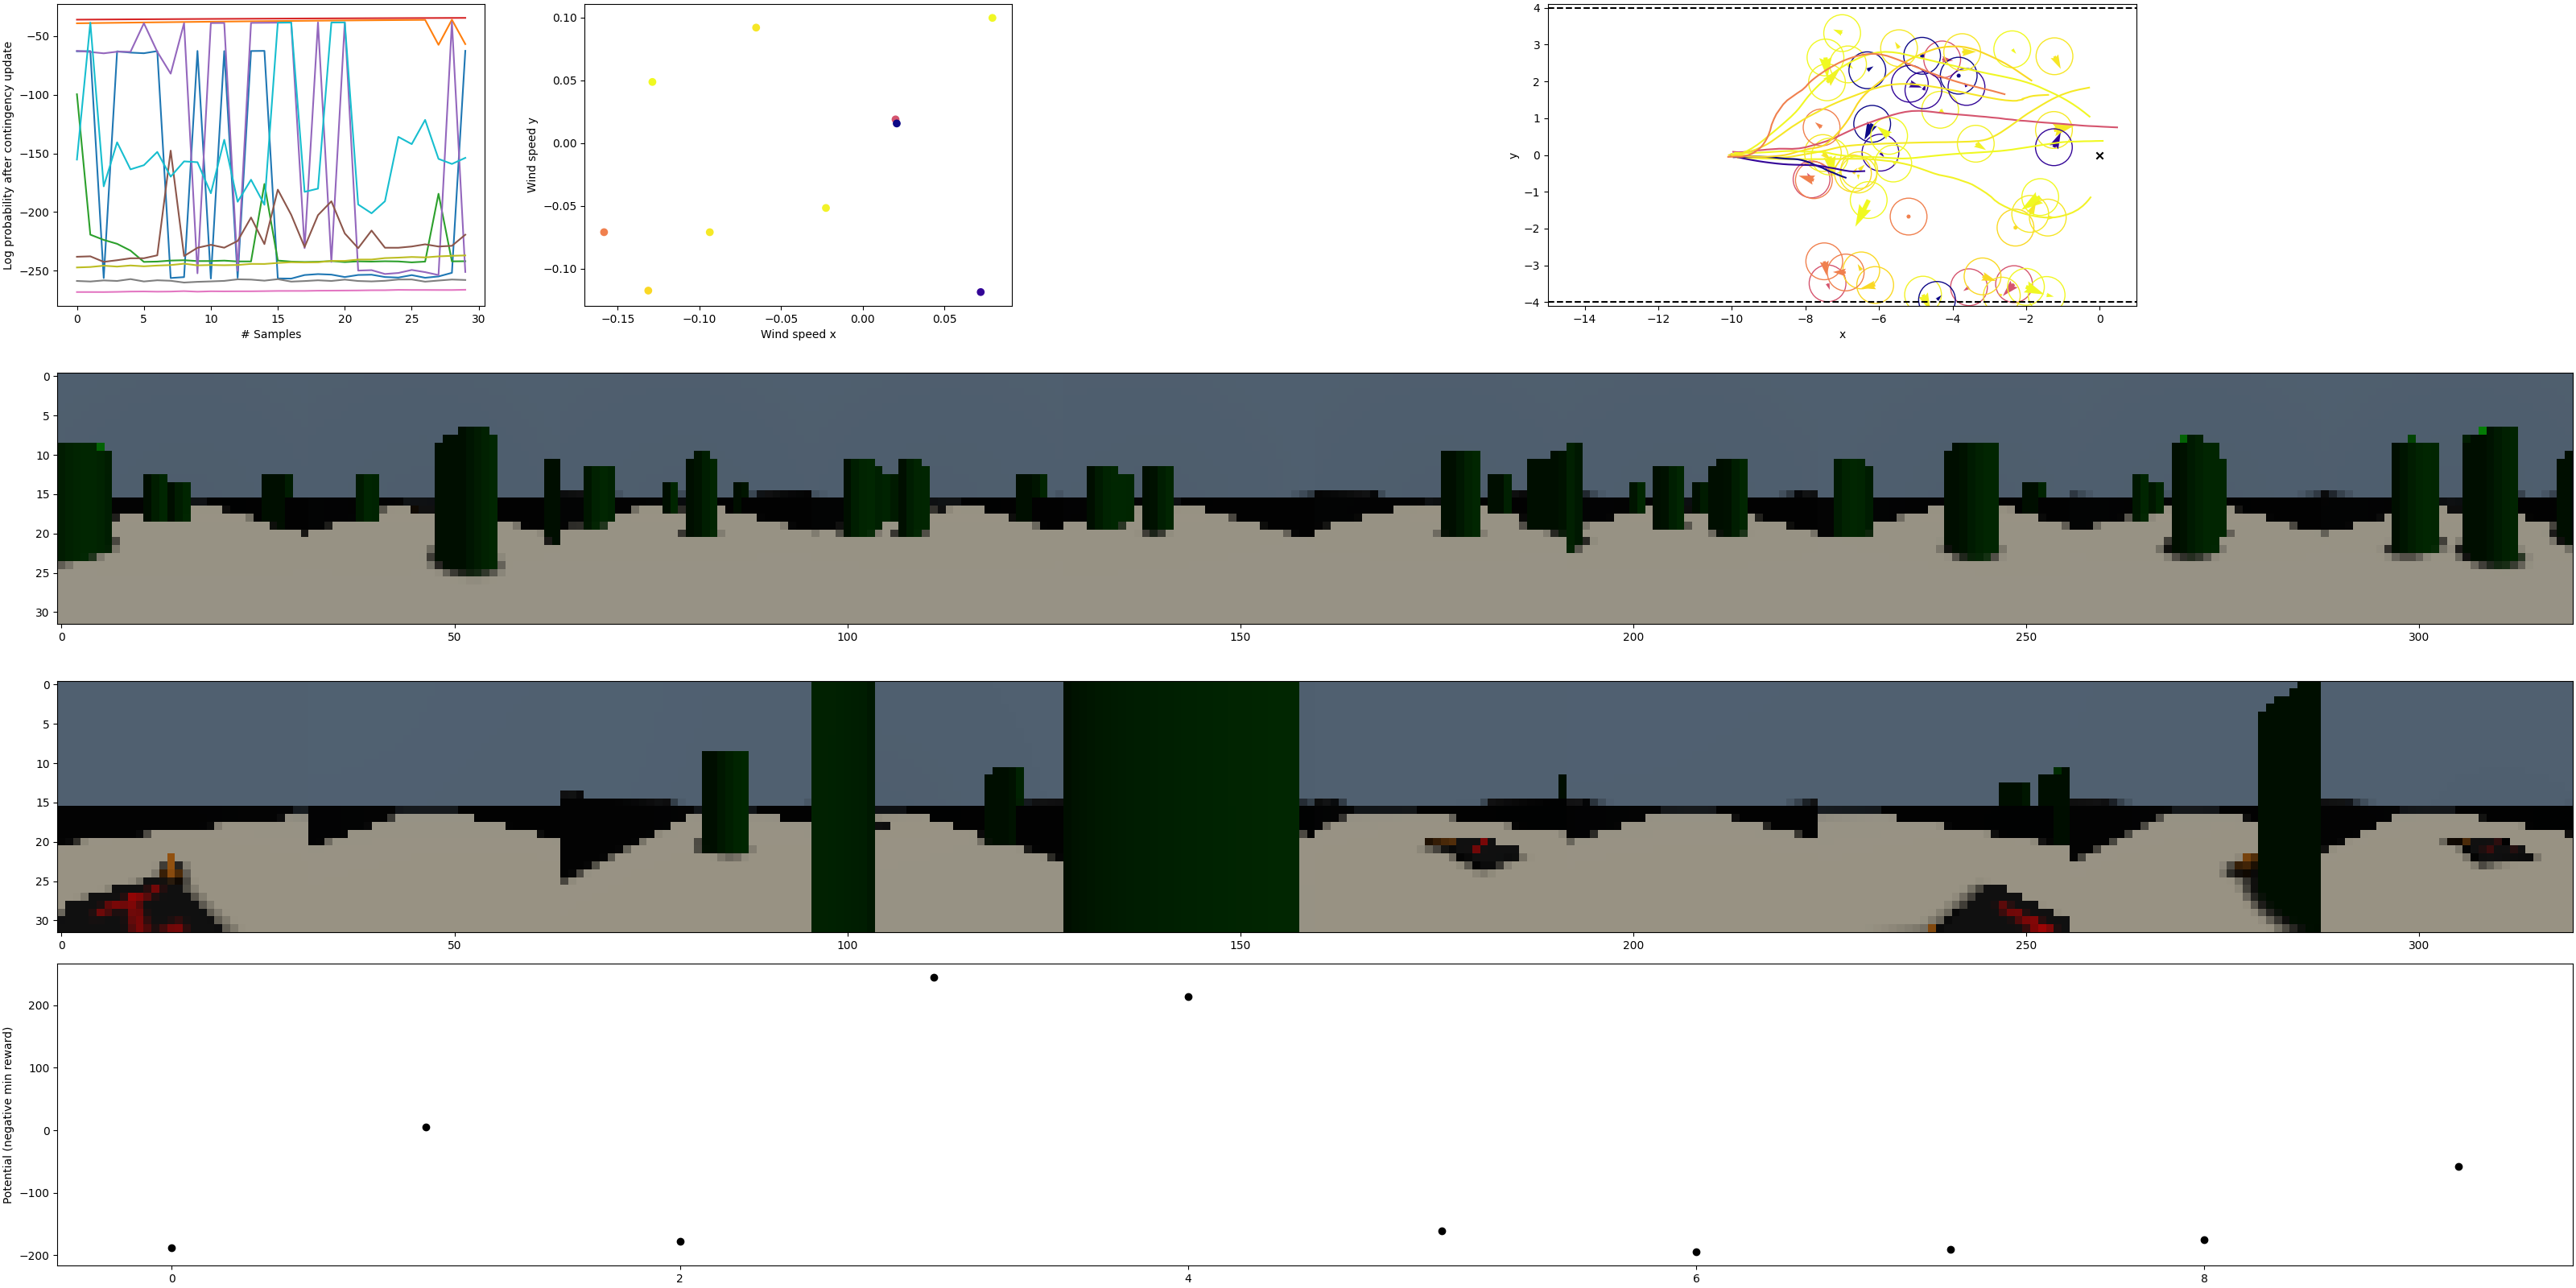 Log probability after contingency update
−50
−100
−150
−200
−250
0 5 10 15 20 25 30
# Samples
Wind speed y
0.10
0.05
0.00
−0.05
−0.10
−0.15 −0.10 −0.05 0.00 0.05
Wind speed x
y
4
3
2
1
0
−1
−2
−3
−4
−14 −12 −10 −8 −6 −4 −2 0
x
0
5
10
15
20
25
30
0 50 100 150 200 250 300
0
5
10
15
20
25
30
0 50 100 150 200 250 300
Potential (negative min reward)
200
100
0
−100
−200
0 2 4 6 8